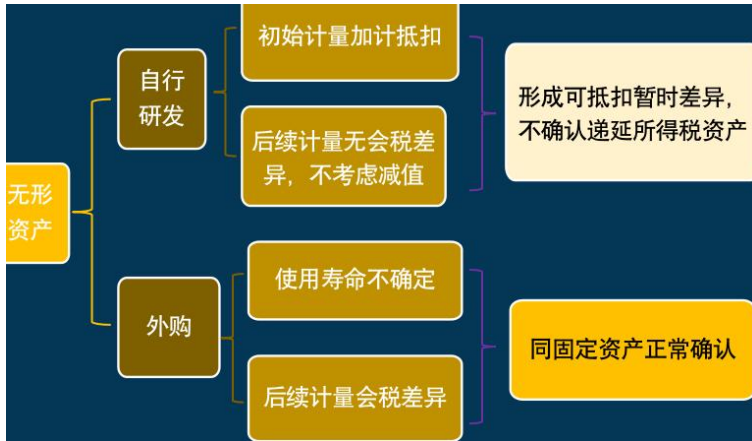 初始计量加计抵扣
自行
研发
形成可抵扣暂时差异，
不确认递延所得税资产
后续计量无会税差
异，不考虑减值
无形
资产
使用寿命不确定
外购
同固定资产正常确认
后续计量会税差异